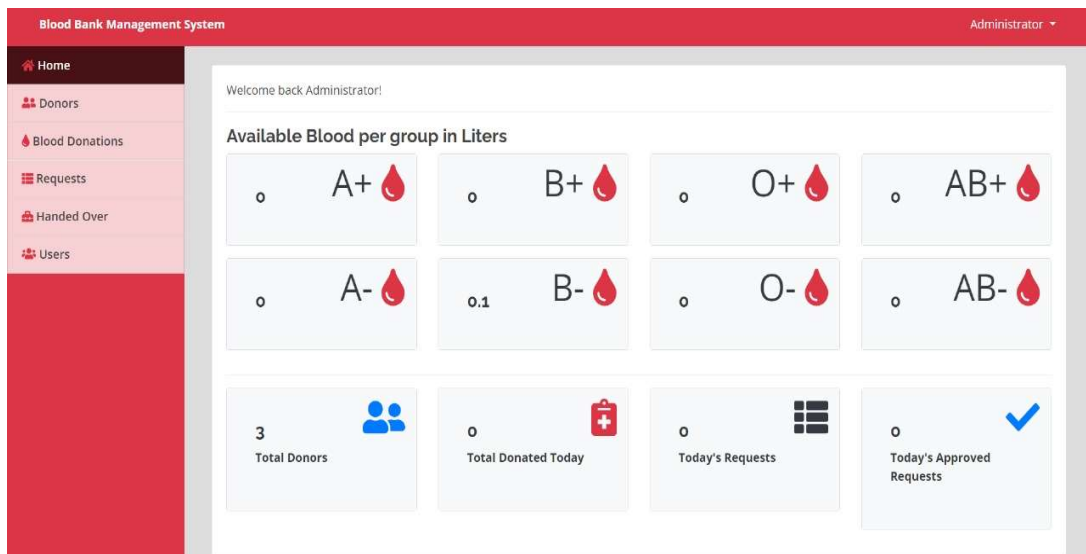 Blood Bank Management System
Administrator
Home
Donors
Blood Donations
Requests
Handed Over
Users
Welcome back Administrator!
Available Blood per group in Liters
0 A+
0 B+
0 O+
0 AB+
0 A-
0.1 B-
0 O-
0 AB-
3
Total Donors
0
Total Donated Today
0
Today's Requests
0
Today's Approved
Requests